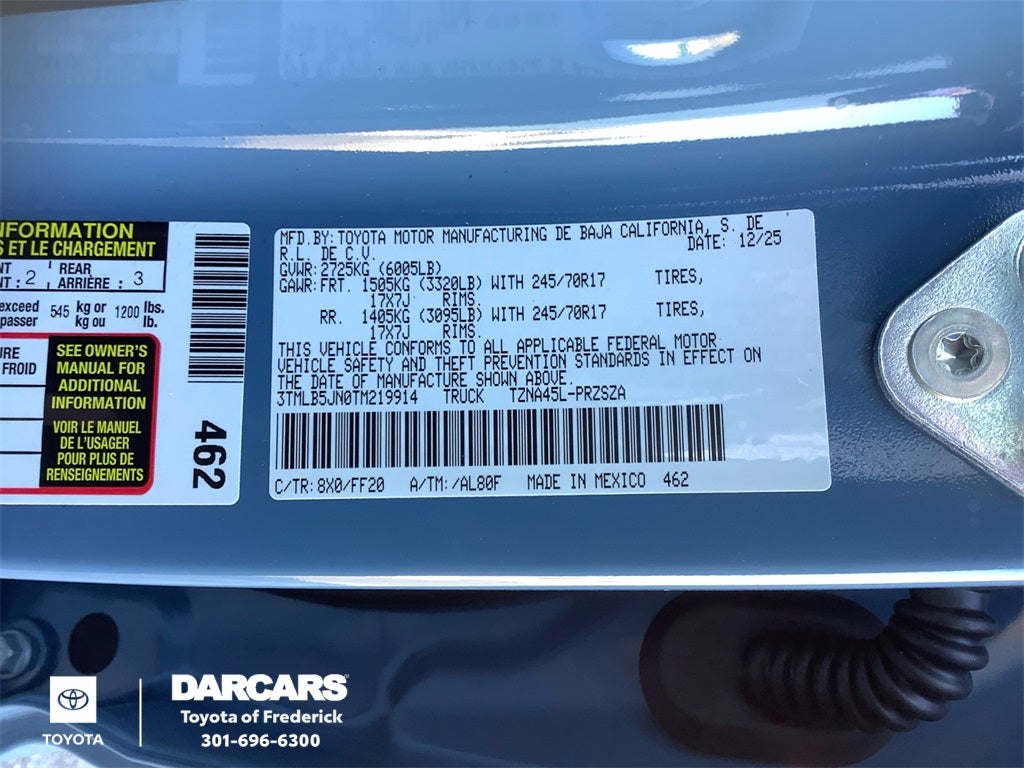 NFORMATION
S ET LE CHARGEMENT
NT : 2 REAR ARRIÈRE : 3
exceed 545 kg or 1200 lbs.
passer kg ou lb.
URE
FROID
SEE OWNER'S
MANUAL FOR
ADDITIONAL
INFORMATION
VOIR LE MANUEL
DE L'USAGER
POUR PLUS DE
RENSEIGNEMENTS
462
MFD.BY:TOYOTA MOTOR MANUFACTURING DE BAJA CALIFORNIA, S. DE
R.L. DE C.V. DATE: 12/25
GVWR:2725KG (6005LB)
GAWR:FRT. 1505KG (3320LB) WITH 245/70R17 TIRES,
17X7J RIMS.
RR. 1405KG (3095LB) WITH 245/70R17 TIRES,
17X7J RIMS.
THIS VEHICLE CONFORMS TO ALL APPLICABLE FEDERAL MOTOR
VEHICLE SAFETY AND THEFT PREVENTION STANDARDS IN EFFECT ON
THE DATE OF MANUFACTURE SHOWN ABOVE.
3TMLB5JN0TM219914 TRUCK TZNA45L-PRZSZA
C/TR:8X0/FF20 A/TM:/AL80F MADE IN MEXICO 462
TOYOTA
DARCARS
Toyota of Frederick
301-696-6300